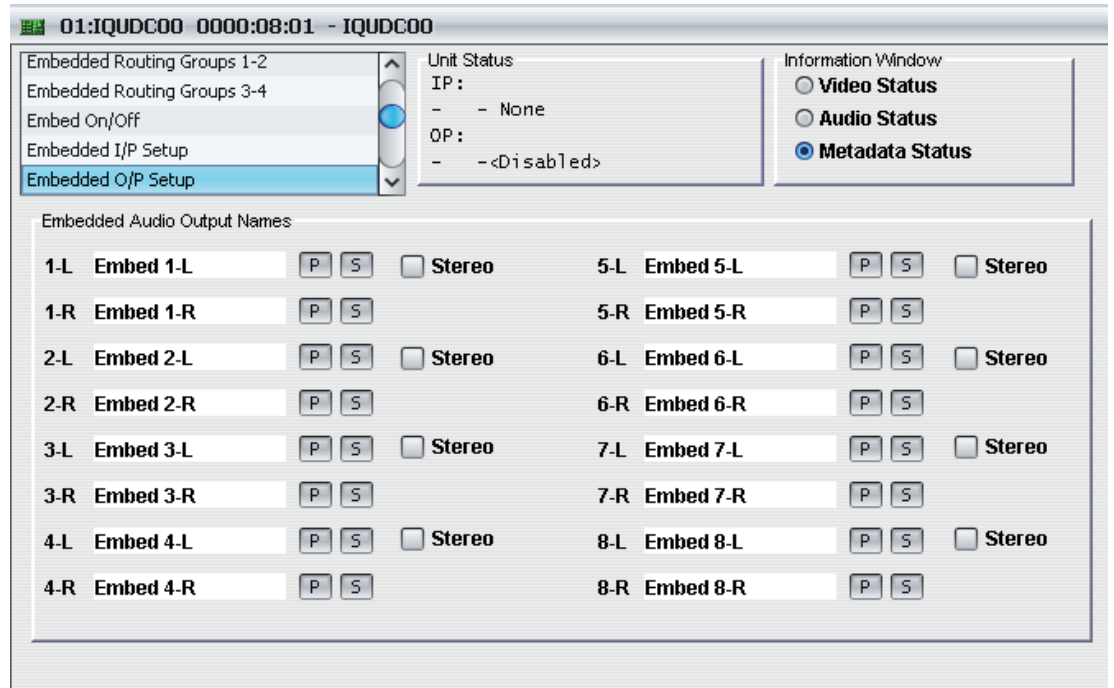 01:IQUDC00 0000:08:01 - IQUDC00
Embedded Routing Groups 1-2
Embedded Routing Groups 3-4
Embed On/Off
Embedded I/P Setup
Embedded O/P Setup
Unit Status
IP:
- - None
OP:
- -<Disabled>
Information Window
Video Status
Audio Status
Metadata Status
Embedded Audio Output Names
1-L Embed 1-L P S Stereo
1-R Embed 1-R P S
2-L Embed 2-L P S Stereo
2-R Embed 2-R P S
3-L Embed 3-L P S Stereo
3-R Embed 3-R P S
4-L Embed 4-L P S Stereo
4-R Embed 4-R P S
5-L Embed 5-L P S Stereo
5-R Embed 5-R P S
6-L Embed 6-L P S Stereo
6-R Embed 6-R P S
7-L Embed 7-L P S Stereo
7-R Embed 7-R P S
8-L Embed 8-L P S Stereo
8-R Embed 8-R P S